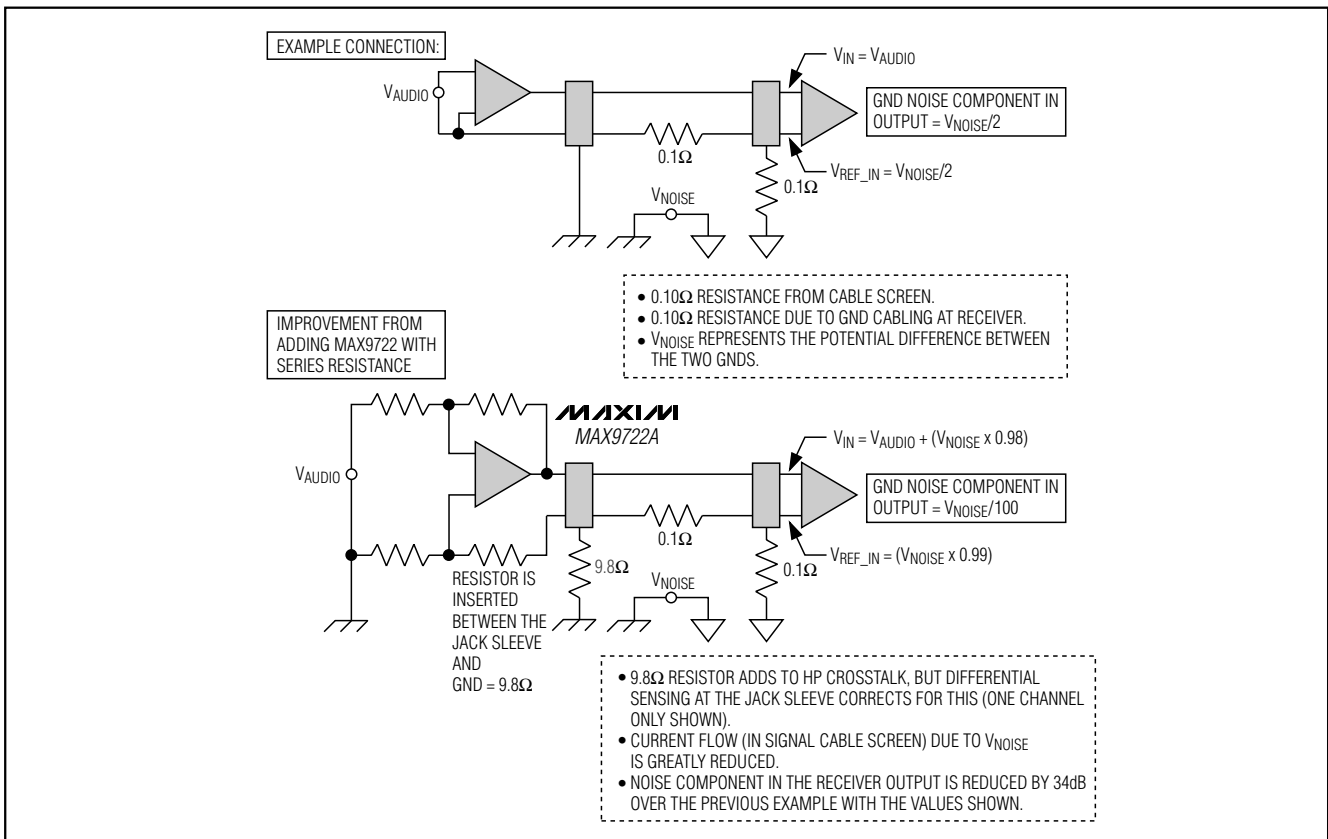 EXAMPLE CONNECTION:
VAUDIO
VIN = VAUDIO
GND NOISE COMPONENT IN
OUTPUT = VNOISE/2
0.1Ω
VREF_IN = VNOISE/2
0.1Ω
VNOISE
• 0.10Ω RESISTANCE FROM CABLE SCREEN.
• 0.10Ω RESISTANCE DUE TO GND CABLING AT RECEIVER.
• VNOISE REPRESENTS THE POTENTIAL DIFFERENCE BETWEEN
THE TWO GNDS.
IMPROVEMENT FROM
ADDING MAX9722 WITH
SERIES RESISTANCE
MAXIM
MAX9722A
VAUDIO
VIN = VAUDIO + (VNOISE x 0.98)
GND NOISE COMPONENT IN
OUTPUT = VNOISE/100
0.1Ω
VREF_IN = (VNOISE x 0.99)
9.8Ω
0.1Ω
VNOISE
RESISTOR IS
INSERTED
BETWEEN THE
JACK SLEEVE
AND
GND = 9.8Ω
• 9.8Ω RESISTOR ADDS TO HP CROSSTALK, BUT DIFFERENTIAL
SENSING AT THE JACK SLEEVE CORRECTS FOR THIS (ONE CHANNEL
ONLY SHOWN).
• CURRENT FLOW (IN SIGNAL CABLE SCREEN) DUE TO VNOISE
IS GREATLY REDUCED.
• NOISE COMPONENT IN THE RECEIVER OUTPUT IS REDUCED BY 34dB
OVER THE PREVIOUS EXAMPLE WITH THE VALUES SHOWN.